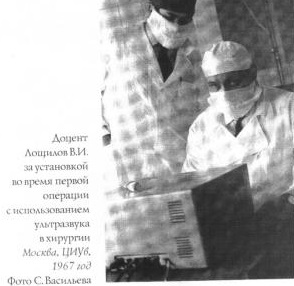 Доцент
Лощилов В.И.
за установкой
во время первой
операции
с использованием
ультразвука
в хирургии
Москва, ЦИУв,
1967 год
Фото С. Васильева